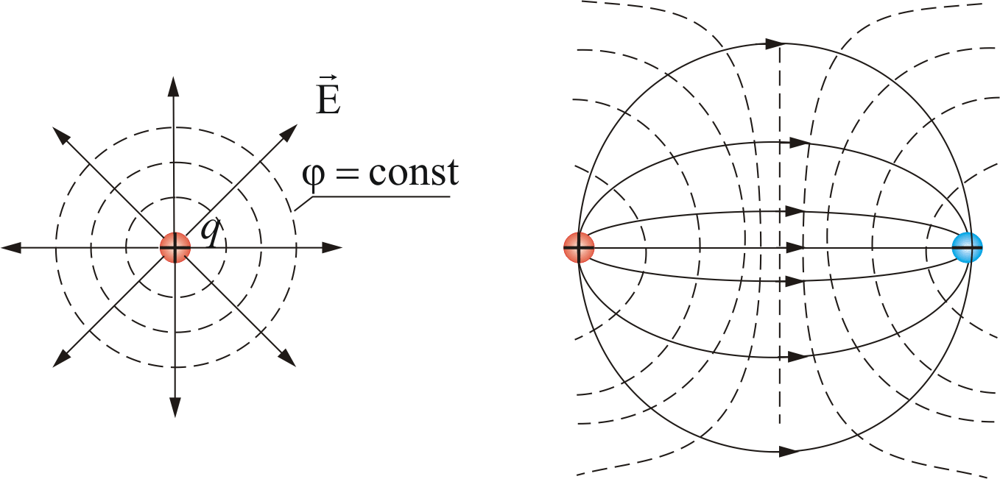 E⃗
φ = const
q